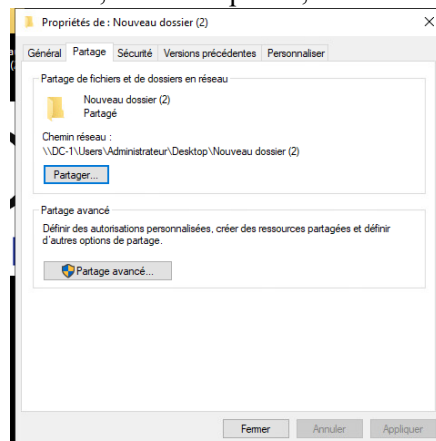 Propriétés de : Nouveau dossier (2)
Général Partage Sécurité Versions précédentes Personnaliser
Partage de fichiers et de dossiers en réseau
Nouveau dossier (2)
Partagé
Chemin réseau :
\\DC-1\Users\Administrateur\Desktop\Nouveau dossier (2)
Partager...
Partage avancé
Définir des autorisations personnalisées, créer des ressources partagées et définir
d'autres options de partage.
Partage avancé...
Fermer Annuler Appliquer